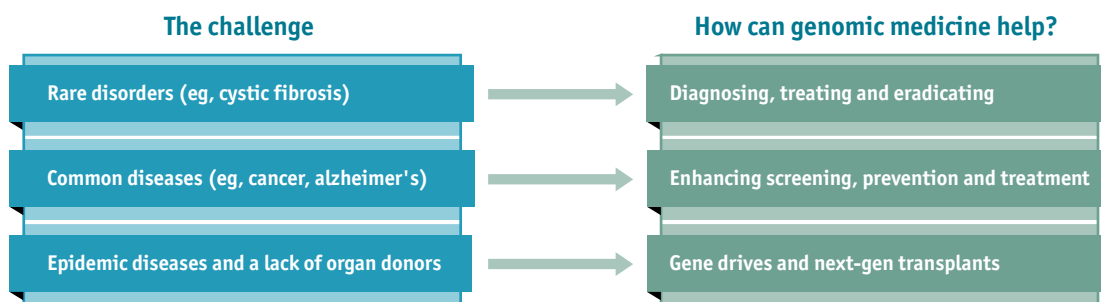 The challenge
How can genomic medicine help?
Rare disorders (eg, cystic fibrosis)
Diagnosing, treating and eradicating
Common diseases (eg, cancer, alzheimer's)
Enhancing screening, prevention and treatment
Epidemic diseases and a lack of organ donors
Gene drives and next-gen transplants